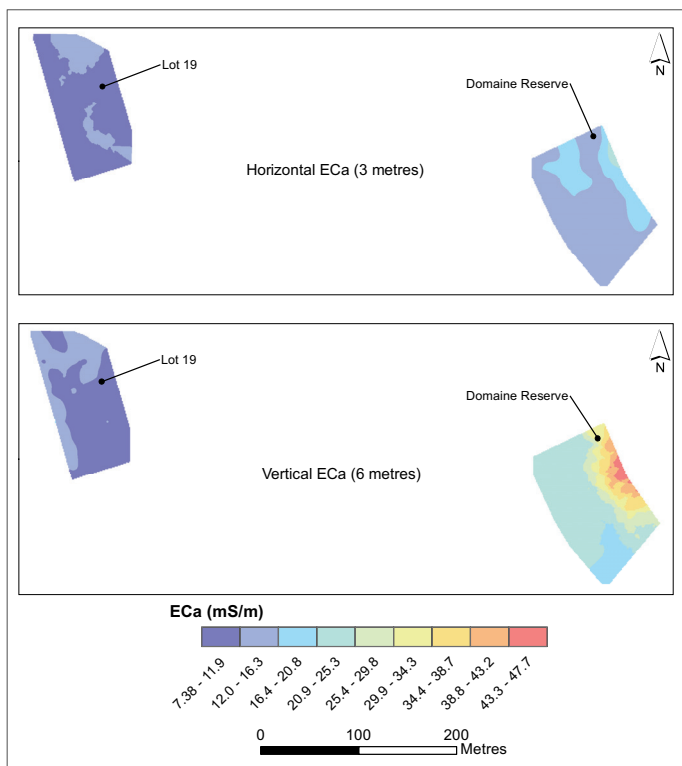 Lot 19
N
Domaine Reserve
Horizontal ECa (3 metres)
Lot 19
N
Domaine Reserve
Vertical ECa (6 metres)
ECa (mS/m)
7.38 - 11.9
12.0 - 16.3
16.4 - 20.8
20.9 - 25.3
25.4 - 29.8
29.9 - 34.3
34.4 - 38.7
38.8 - 43.2
43.3 - 47.7
0 100 200
Metres